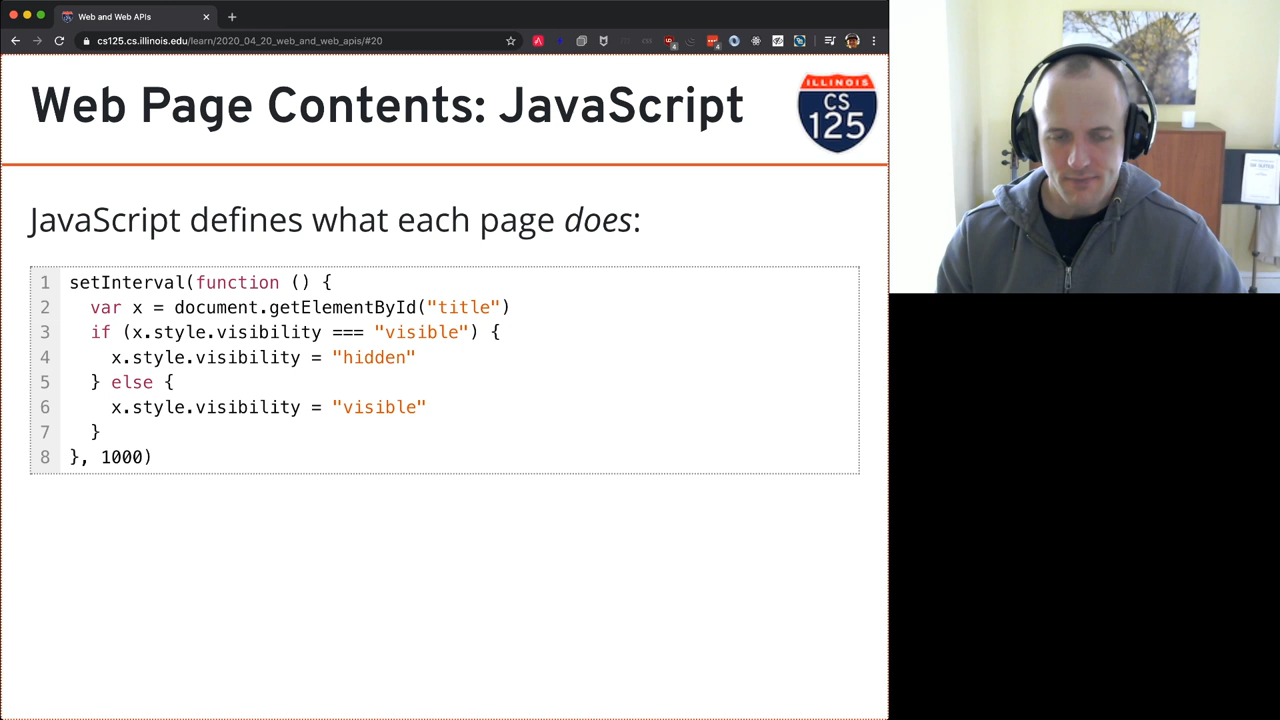 Web and Web APIs
cs125.cs.illinois.edu/learn/2020_04_20_web_and_web_apis/#20
Web Page Contents: JavaScript
ILLINOIS
CS
125
JavaScript defines what each page does:
1 setInterval(function () {
2 var x = document.getElementById("title")
3 if (x.style.visibility === "visible") {
4 x.style.visibility = "hidden"
5 } else {
6 x.style.visibility = "visible"
7 }
8 }, 1000)